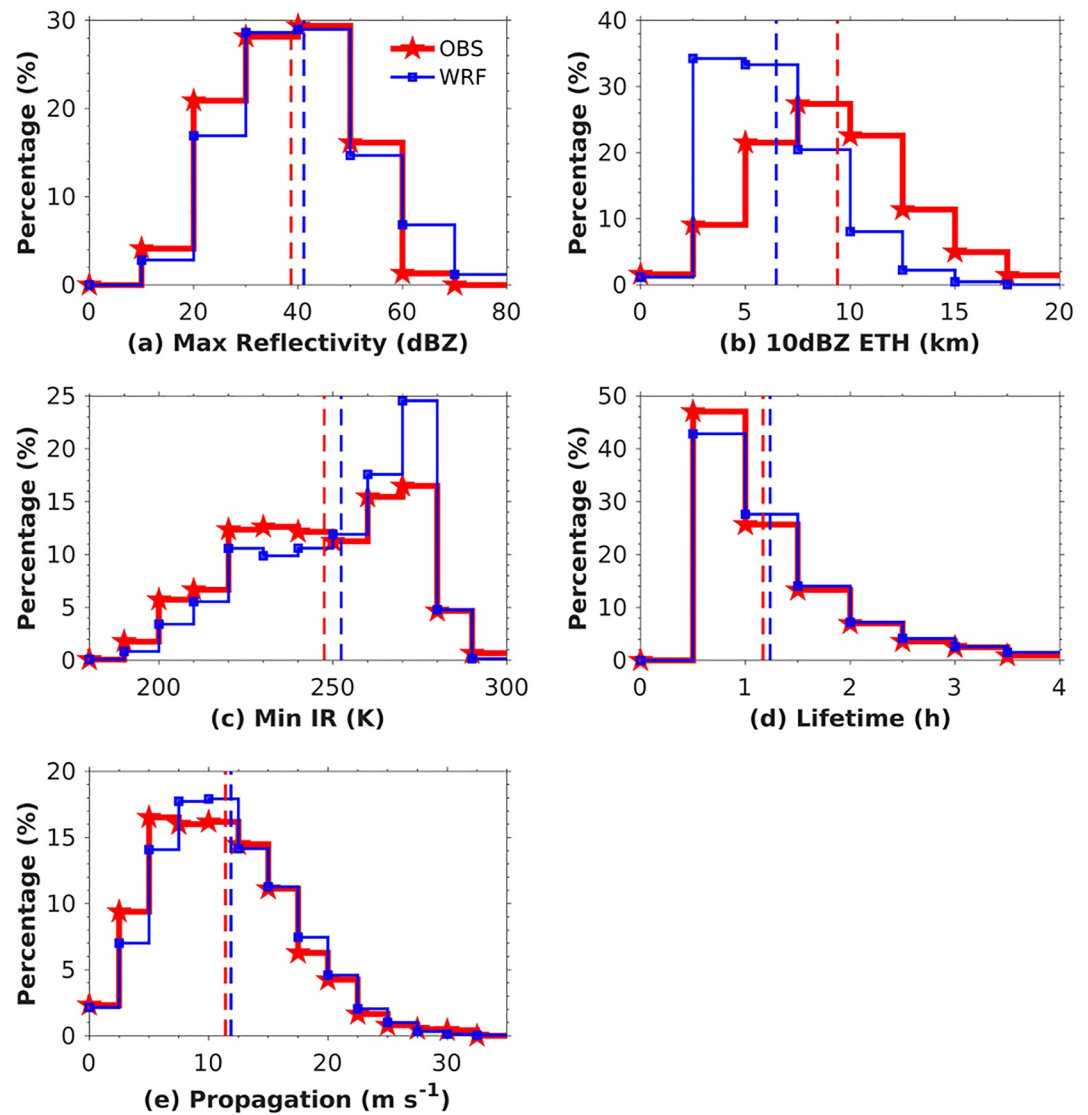 30
20
10
0
Percentage (%)
OBS
WRF
0 20 40 60 80
(a) Max Reflectivity (dBZ)
40
30
20
10
0
Percentage (%)
0 5 10 15 20
(b) 10dBZ ETH (km)
25
20
15
10
5
0
Percentage (%)
200 250 300
(c) Min IR (K)
50
40
30
20
10
0
Percentage (%)
0 1 2 3 4
(d) Lifetime (h)
20
15
10
5
0
Percentage (%)
0 10 20 30
(e) Propagation (m s⁻¹)